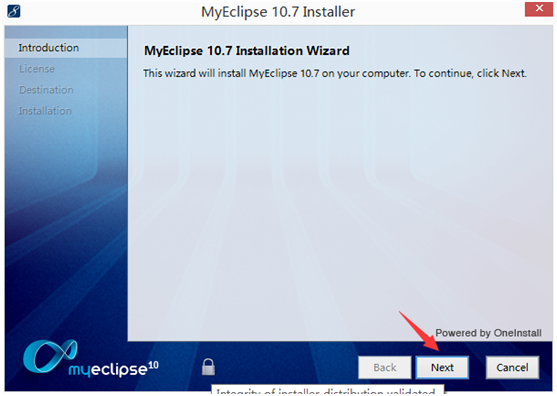 MyEclipse 10.7 Installer
Introduction
License
Destination
Installation
MyEclipse 10.7 Installation Wizard
This wizard will install MyEclipse 10.7 on your computer. To continue, click Next.
Powered by OneInstall
myeclipse 10
Back
Next
Cancel
Integrity of installer distribution validated.